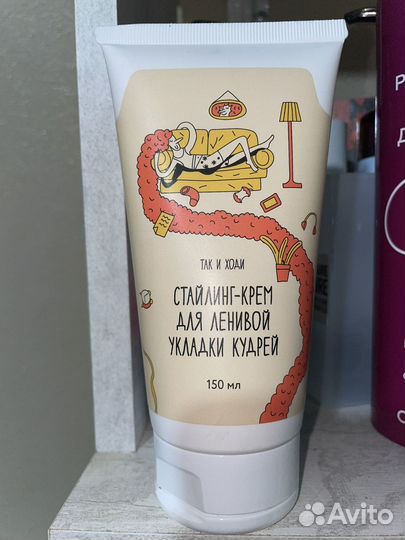 ТАК И ХОДИ
СТАЙЛИНГ-КРЕМ
ДЛЯ ЛЕНИВОЙ
УКЛАДКИ КУДРЕЙ
150 мл
Avito